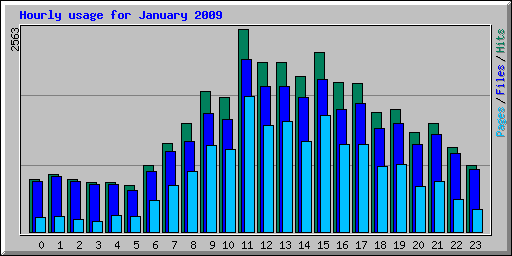 Hourly usage for January 2009
2563
Pages / Files / Hits
0 1 2 3 4 5 6 7 8 9 10 11 12 13 14 15 16 17 18 19 20 21 22 23